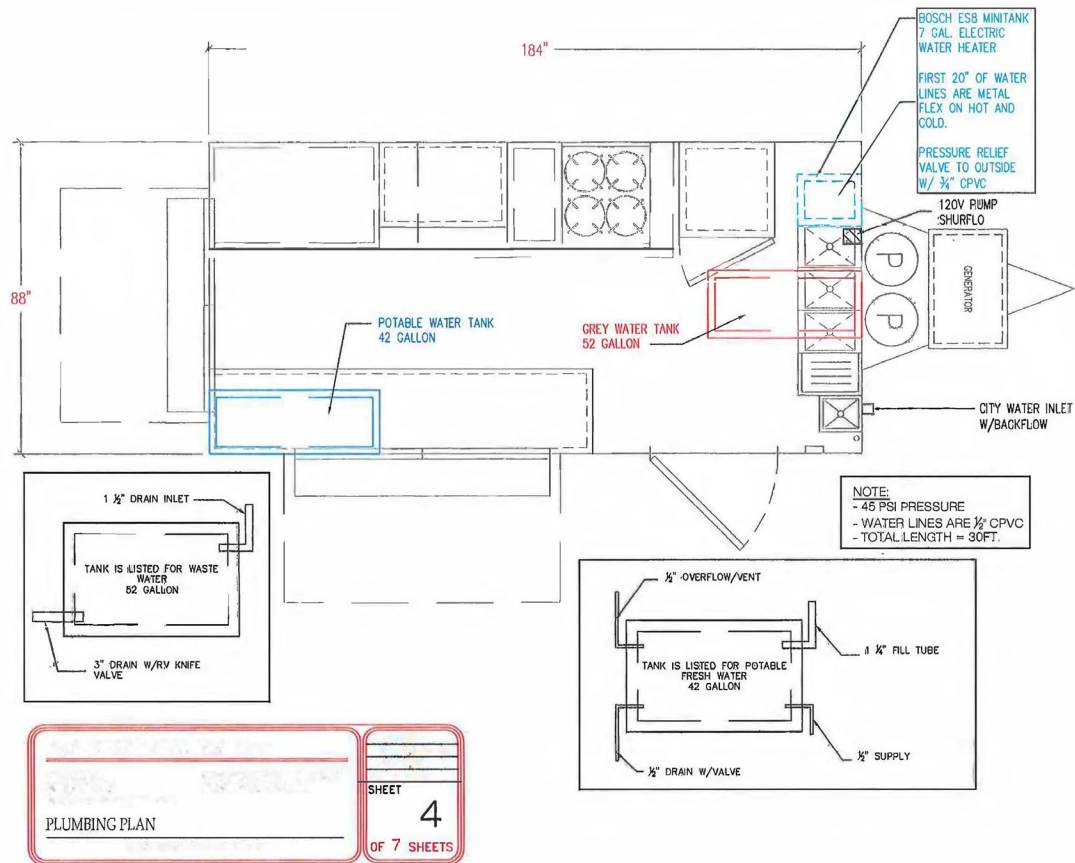 184"
BOSCH ES8 MINITANK
7 GAL. ELECTRIC
WATER HEATER
FIRST 20" OF WATER
LINES ARE METAL
FLEX ON HOT AND
COLD.
PRESSURE RELIEF
VALVE TO OUTSIDE
W/ ¾" CPVC
120V PUMP
SHURFLO
P
P
GENERATOR
88"
POTABLE WATER TANK
42 GALLON
GREY WATER TANK
52 GALLON
CITY WATER INLET
W/BACKFLOW
NOTE:
- 45 PSI PRESSURE
- WATER LINES ARE ½" CPVC
- TOTAL LENGTH = 30FT.
1 ½" DRAIN INLET
TANK IS LISTED FOR WASTE
WATER
52 GALLON
3" DRAIN W/RV KNIFE
VALVE
½" OVERFLOW/VENT
1 ¼" FILL TUBE
TANK IS LISTED FOR POTABLE
FRESH WATER
42 GALLON
½" SUPPLY
½" DRAIN W/VALVE
PLUMBING PLAN
SHEET
4
OF 7 SHEETS